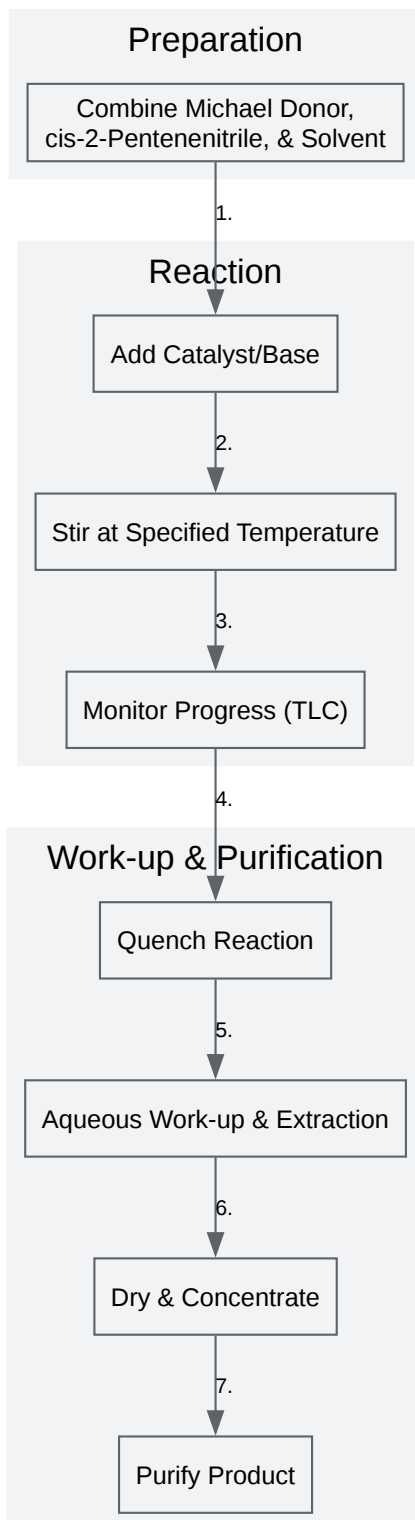 Preparation
Combine Michael Donor,
cis-2-Pentenenitrile, & Solvent
1.
Reaction
Add Catalyst/Base
2.
Stir at Specified Temperature
3.
Monitor Progress (TLC)
4.
Work-up & Purification
Quench Reaction
5.
Aqueous Work-up & Extraction
6.
Dry & Concentrate
7.
Purify Product